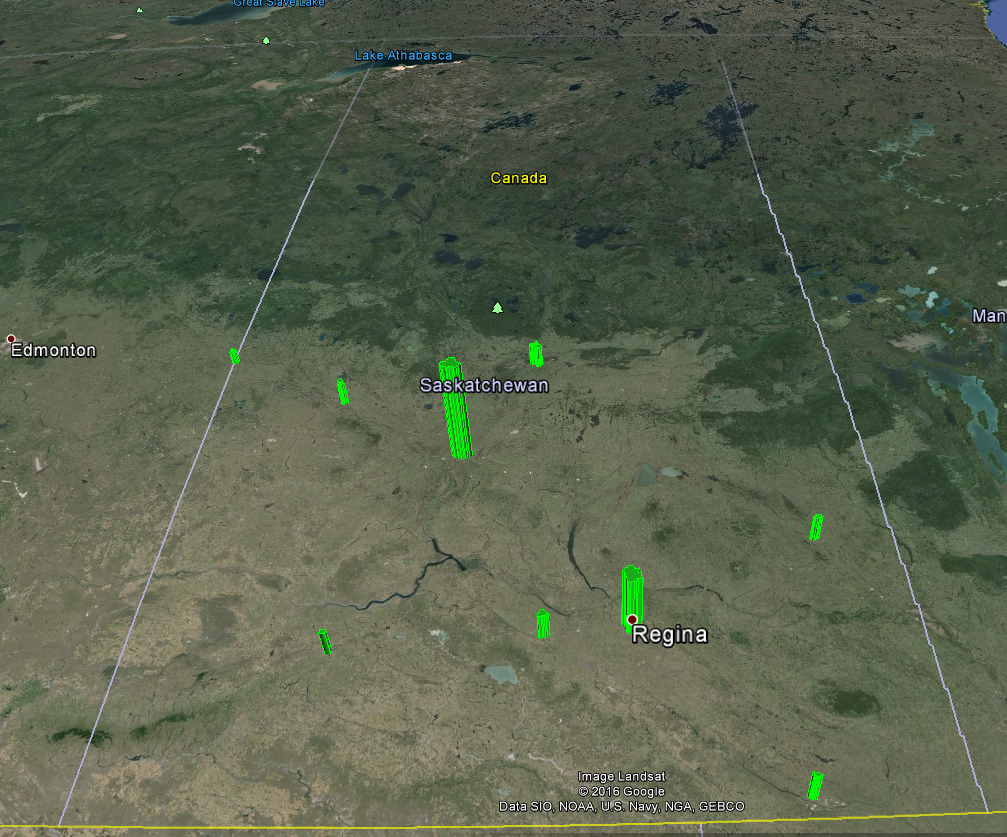 Great Slave Lake
Lake Athabasca
Canada
Man
Edmonton
Saskatchewan
Regina
Image Landsat
© 2016 Google
Data SIO, NOAA, U.S. Navy, NGA, GEBCO